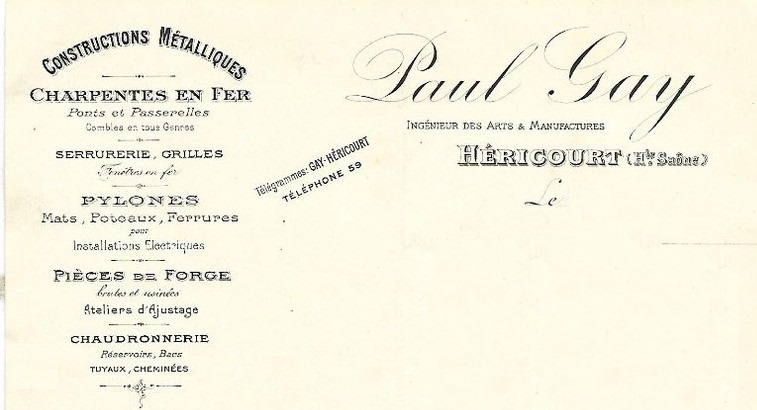 CONSTRUCTIONS MÉTALLIQUES
CHARPENTES EN FER
Ponts et Passerelles
Combles en tous Genres
SERRURERIE, GRILLES
Fenêtres en fer
PYLONES
Mats, Poteaux, Ferrures
pour
Installations Electriques
PIÈCES DE FORGE
brutes et usinées
Ateliers d'Ajustage
CHAUDRONNERIE
Réservoirs, Bacs
TUYAUX, CHEMINÉES
Télégrammes: GAY-HÉRICOURT
TÉLÉPHONE 59
Paul Gay
INGÉNIEUR DES ARTS & MANUFACTURES
HÉRICOURT (Hte Saône)
Le